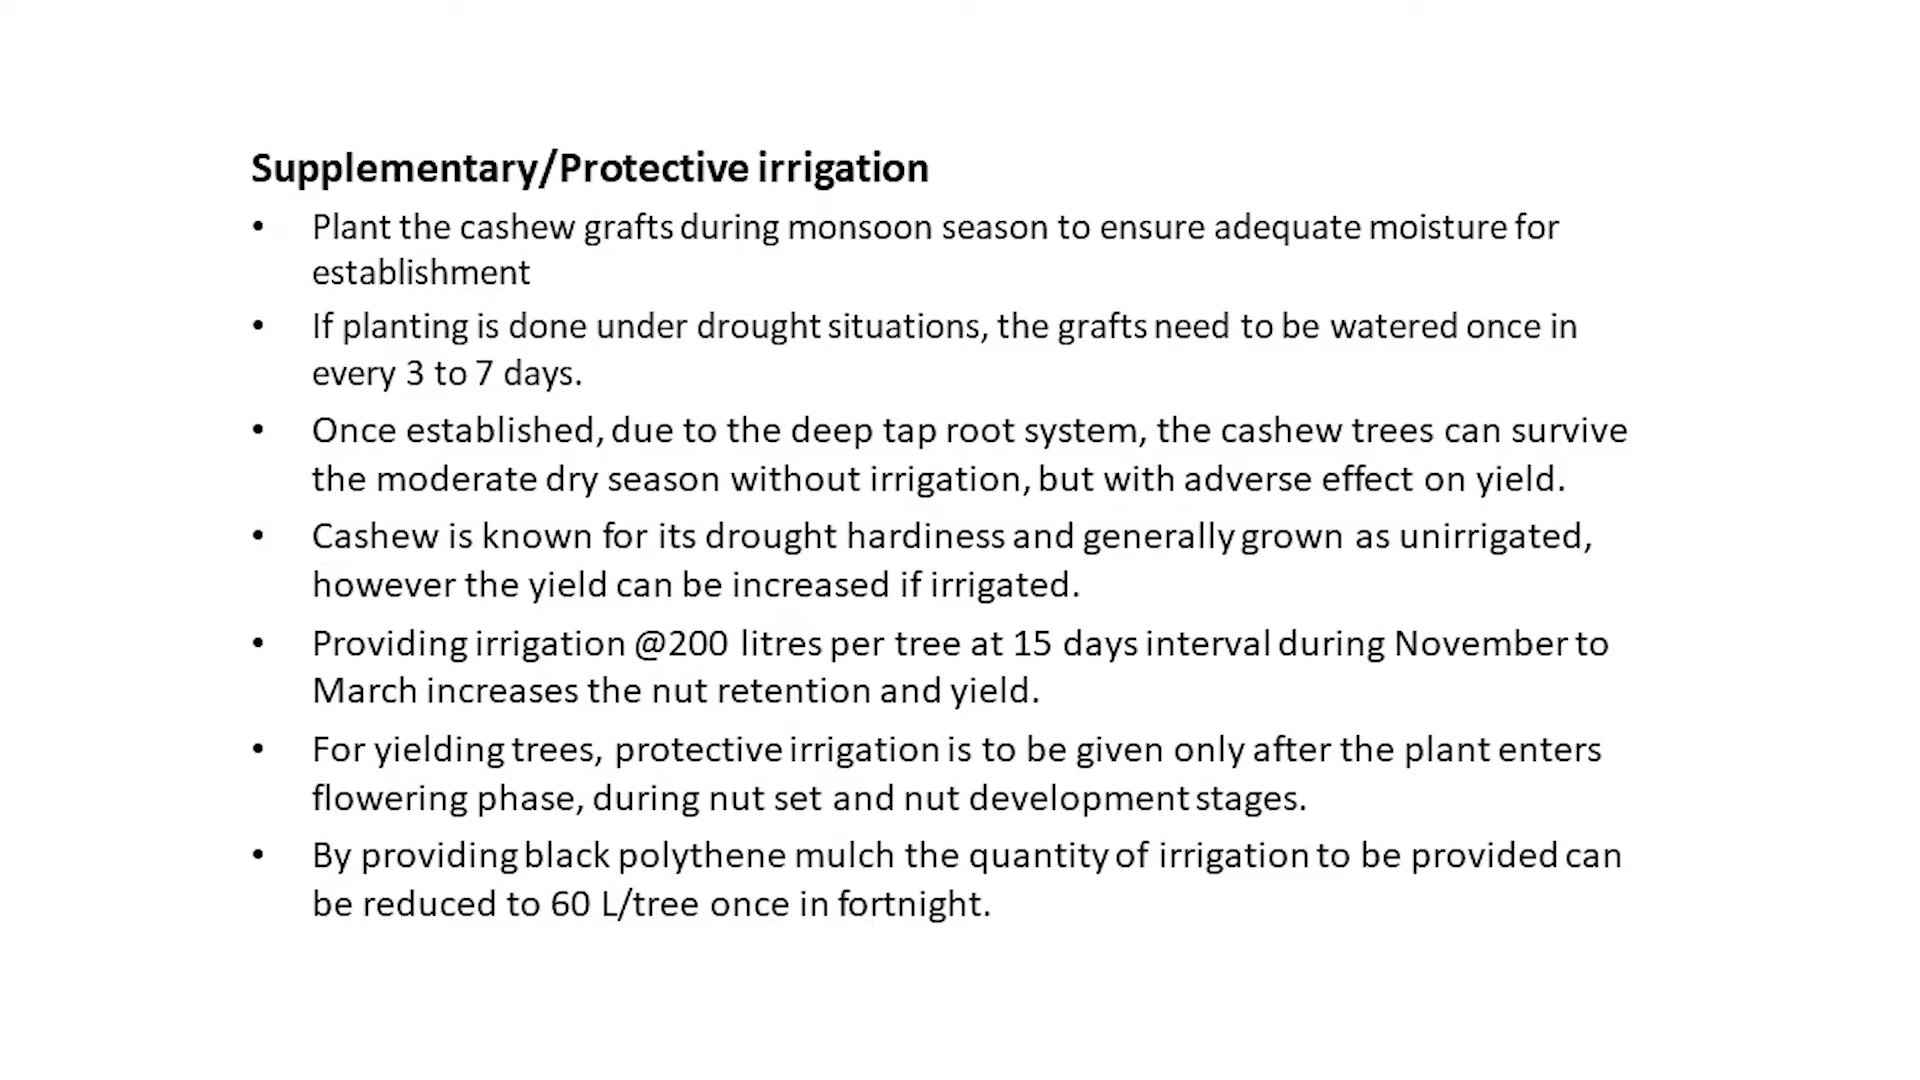 Supplementary/Protective irrigation
• Plant the cashew grafts during monsoon season to ensure adequate moisture for
establishment
• If planting is done under drought situations, the grafts need to be watered once in
every 3 to 7 days.
• Once established, due to the deep tap root system, the cashew trees can survive
the moderate dry season without irrigation, but with adverse effect on yield.
• Cashew is known for its drought hardiness and generally grown as unirrigated,
however the yield can be increased if irrigated.
• Providing irrigation @200 litres per tree at 15 days interval during November to
March increases the nut retention and yield.
• For yielding trees, protective irrigation is to be given only after the plant enters
flowering phase, during nut set and nut development stages.
• By providing black polythene mulch the quantity of irrigation to be provided can
be reduced to 60 L/tree once in fortnight.